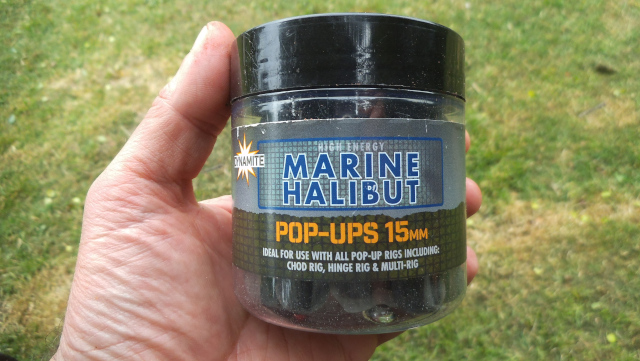 HIGH ENERGY
DYNAMITE
MARINE
HALIBUT
POP-UPS 15MM
IDEAL FOR USE WITH ALL POP-UP RIGS INCLUDING:
CHOD RIG, HINGE RIG & MULTI-RIG